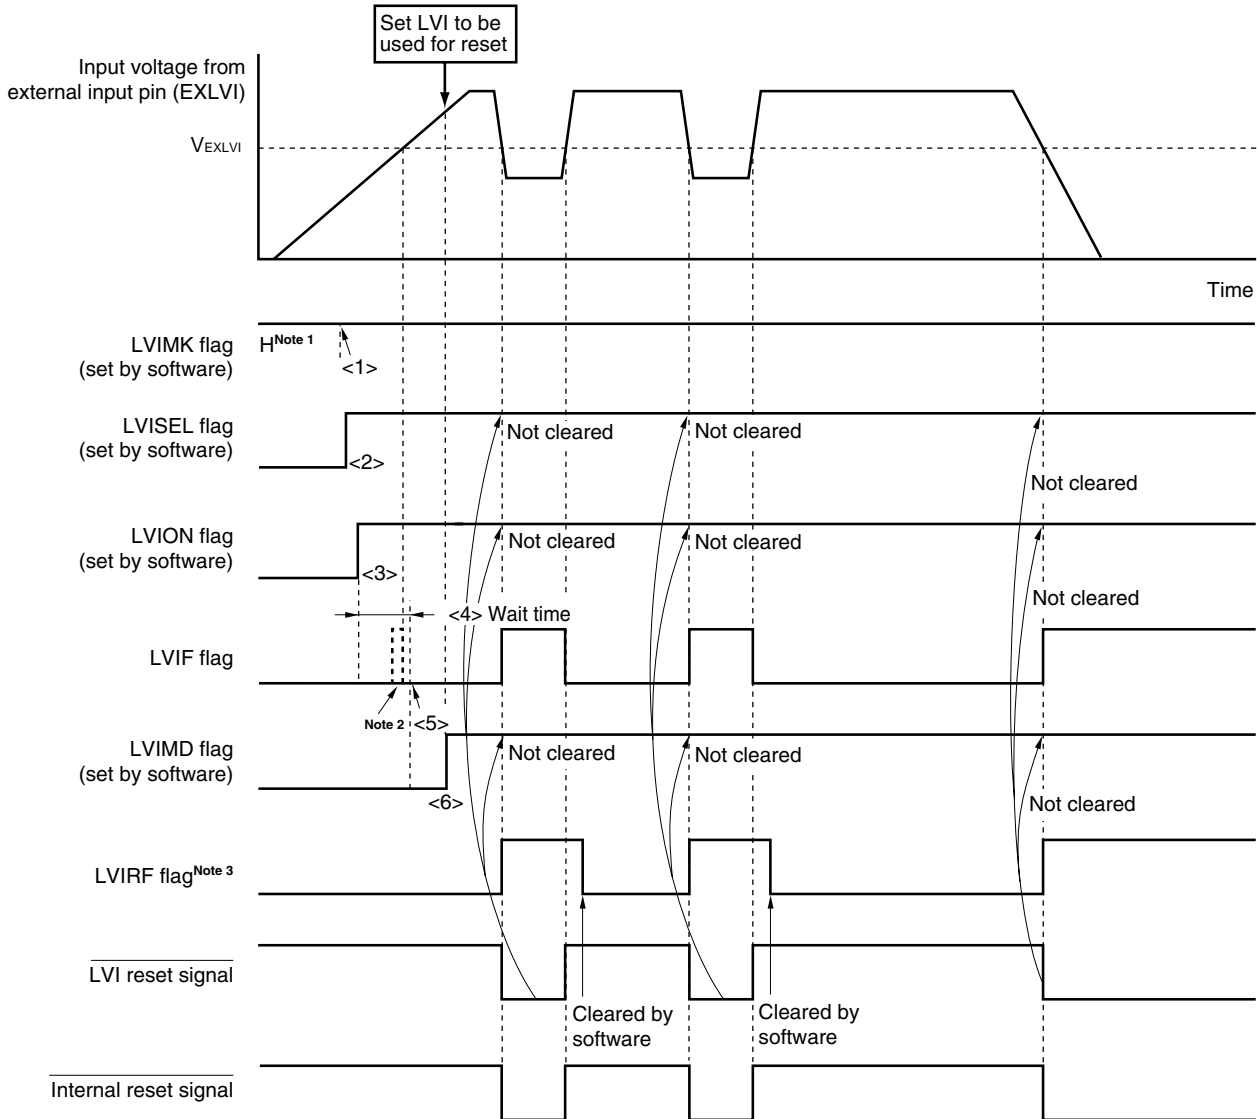 Set LVI to be
used for reset
Input voltage from
external input pin (EXLVI)
VEXLVI
Time
LVIMK flag
(set by software)
HNote 1
<1>
LVISEL flag
(set by software)
<2>
Not cleared
Not cleared
Not cleared
LVION flag
(set by software)
<3>
Not cleared
Not cleared
Not cleared
<4> Wait time
LVIF flag
Note 2
<5>
LVIMD flag
(set by software)
<6>
Not cleared
Not cleared
Not cleared
LVIRF flagNote 3
LVI reset signal
Cleared by
software
Cleared by
software
Internal reset signal